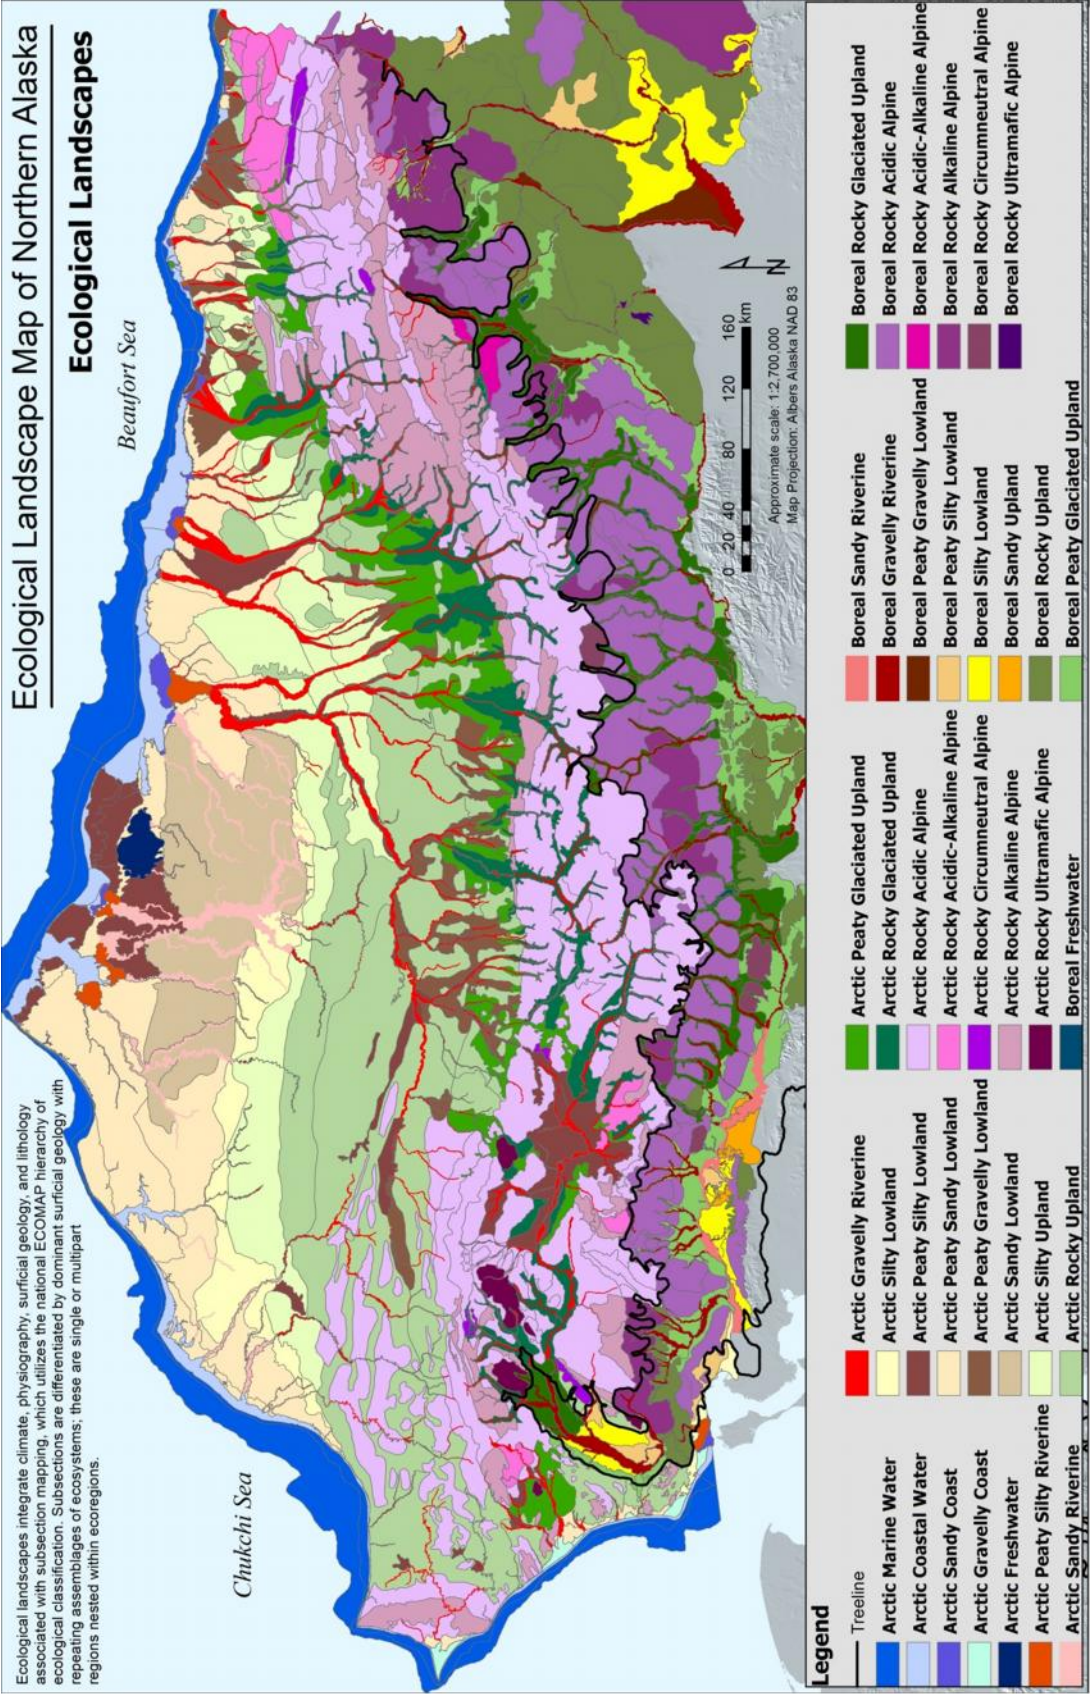 Ecological Landscape Map of Northern Alaska
Ecological Landscapes
Ecological landscapes integrate climate, physiography, surficial geology, and lithology
associated with subsection mapping, which utilizes the national ECOMAP hierarchy of
ecological classification. Subsections are differentiated by dominant surficial geology with
repeating assemblages of ecosystems; these are single or multipart
regions nested within ecoregions.
Beaufort Sea
Chukchi Sea
N
0 20 40 80 120 160
km
Approximate scale: 1:2,700,000
Map Projection: Albers Alaska NAD 83
Legend
Treeline
Arctic Marine Water
Arctic Coastal Water
Arctic Sandy Coast
Arctic Gravelly Coast
Arctic Freshwater
Arctic Peaty Silty Riverine
Arctic Sandy Riverine
Arctic Gravelly Riverine
Arctic Silty Lowland
Arctic Peaty Silty Lowland
Arctic Peaty Sandy Lowland
Arctic Peaty Gravelly Lowland
Arctic Sandy Lowland
Arctic Silty Upland
Arctic Rocky Upland
Arctic Peaty Glaciated Upland
Arctic Rocky Glaciated Upland
Arctic Rocky Acidic Alpine
Arctic Rocky Acidic-Alkaline Alpine
Arctic Rocky Circumneutral Alpine
Arctic Rocky Alkaline Alpine
Arctic Rocky Ultramafic Alpine
Boreal Freshwater
Boreal Sandy Riverine
Boreal Gravelly Riverine
Boreal Peaty Gravelly Lowland
Boreal Peaty Silty Lowland
Boreal Silty Lowland
Boreal Sandy Upland
Boreal Rocky Upland
Boreal Peaty Glaciated Upland
Boreal Rocky Glaciated Upland
Boreal Rocky Acidic Alpine
Boreal Rocky Acidic-Alkaline Alpine
Boreal Rocky Alkaline Alpine
Boreal Rocky Circumneutral Alpine
Boreal Rocky Ultramafic Alpine